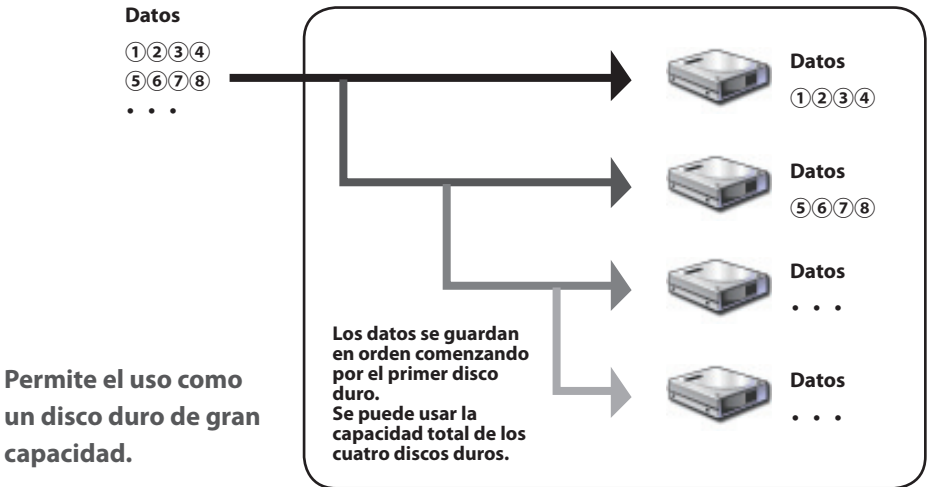 Datos
①②③④
⑤⑥⑦⑧
・・・
Datos
①②③④
Datos
⑤⑥⑦⑧
Datos
・・・
Datos
・・・
Los datos se guardan
en orden comenzando
por el primer disco
duro.
Se puede usar la
capacidad total de los
cuatro discos duros.
Permite el uso como
un disco duro de gran
capacidad.